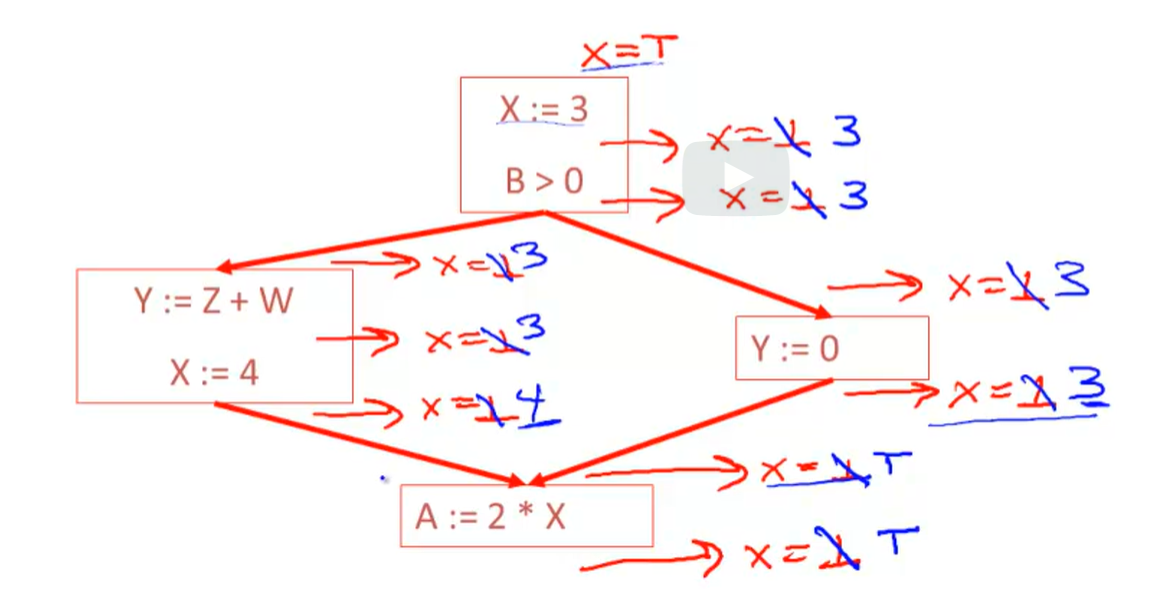 x=T
X := 3
x=⊥ 3
B > 0
x=⊥ 3
x=⊥ 3
Y := Z + W
x=⊥ 3
X := 4
x=⊥ 4
x=⊥ 3
Y := 0
x=⊥ 3
x=⊥ T
A := 2 * X
x=⊥ T